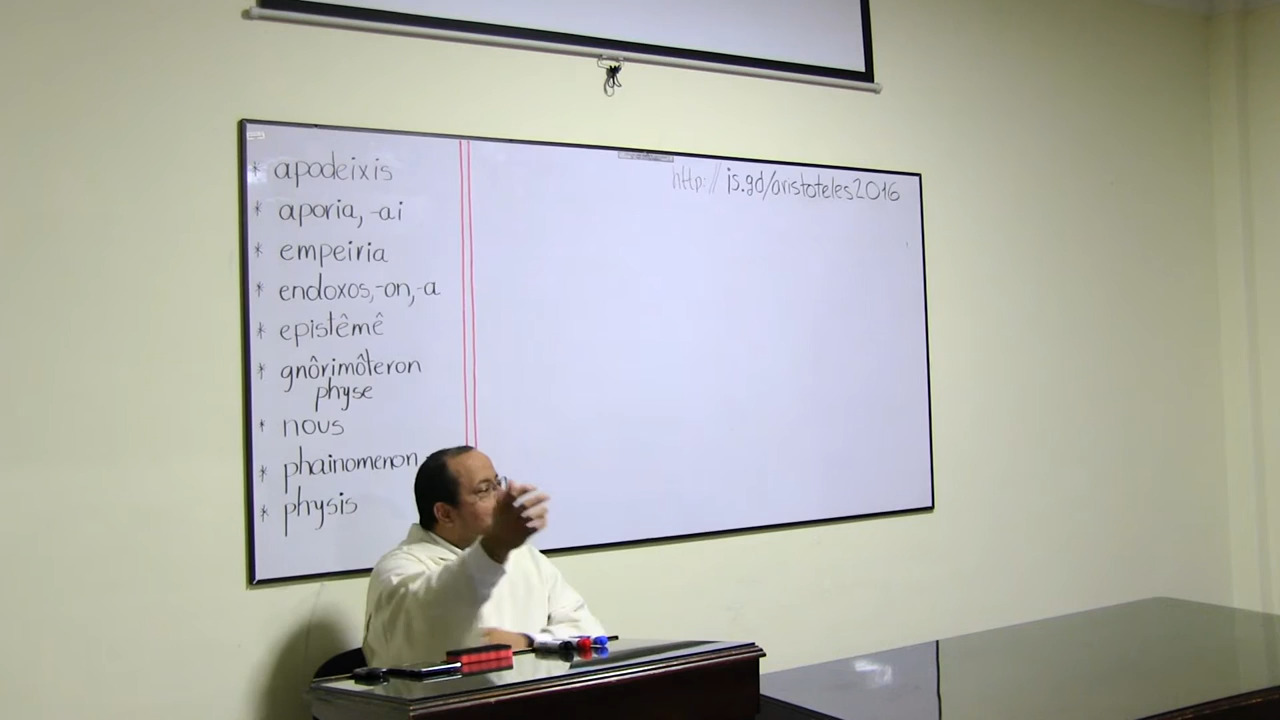 * apodeixis
* aporia, -ai
* empeiria
* endoxos,-on,-a
* epistêmê
* gnôrimôteron
physe
* nous
* phainomenon
* physis
http://is.gd/aristoteles2016